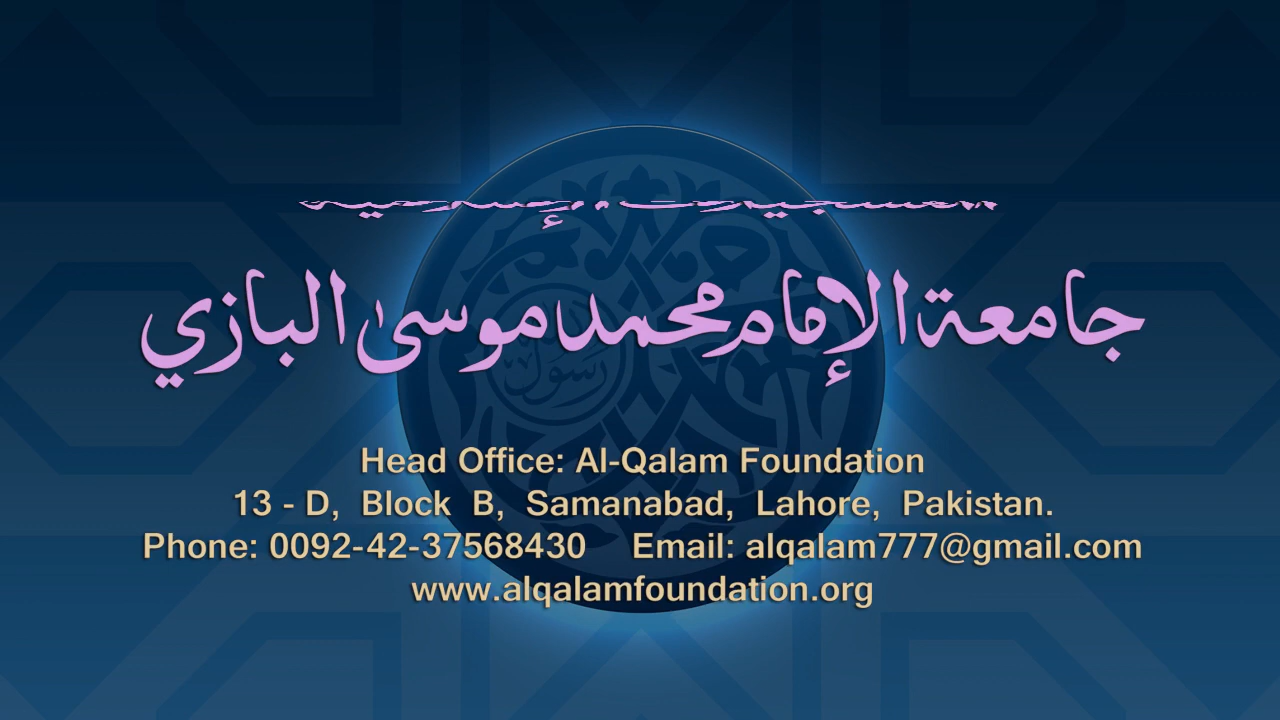 جامعة الإمام محمد موسىٰ البازي
Head Office: Al-Qalam Foundation
13 - D, Block B, Samanabad, Lahore, Pakistan.
Phone: 0092-42-37568430 Email: alqalam777@gmail.com
www.alqalamfoundation.org